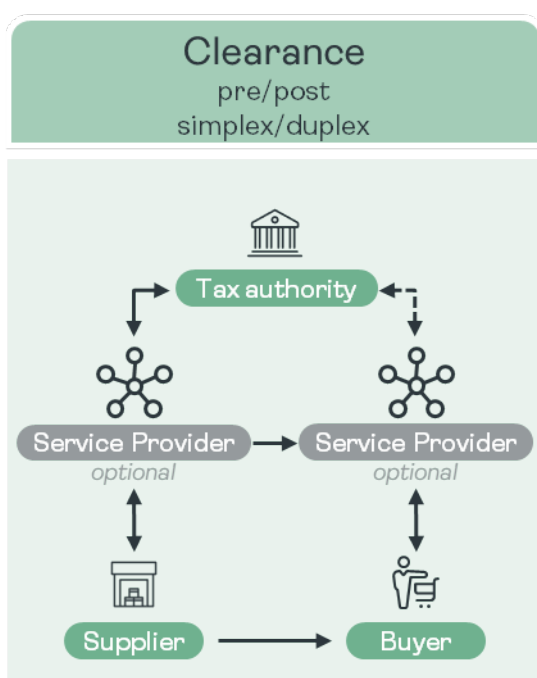 Clearance
pre/post
simplex/duplex
Tax authority
Service Provider
optional
Service Provider
optional
Supplier
Buyer